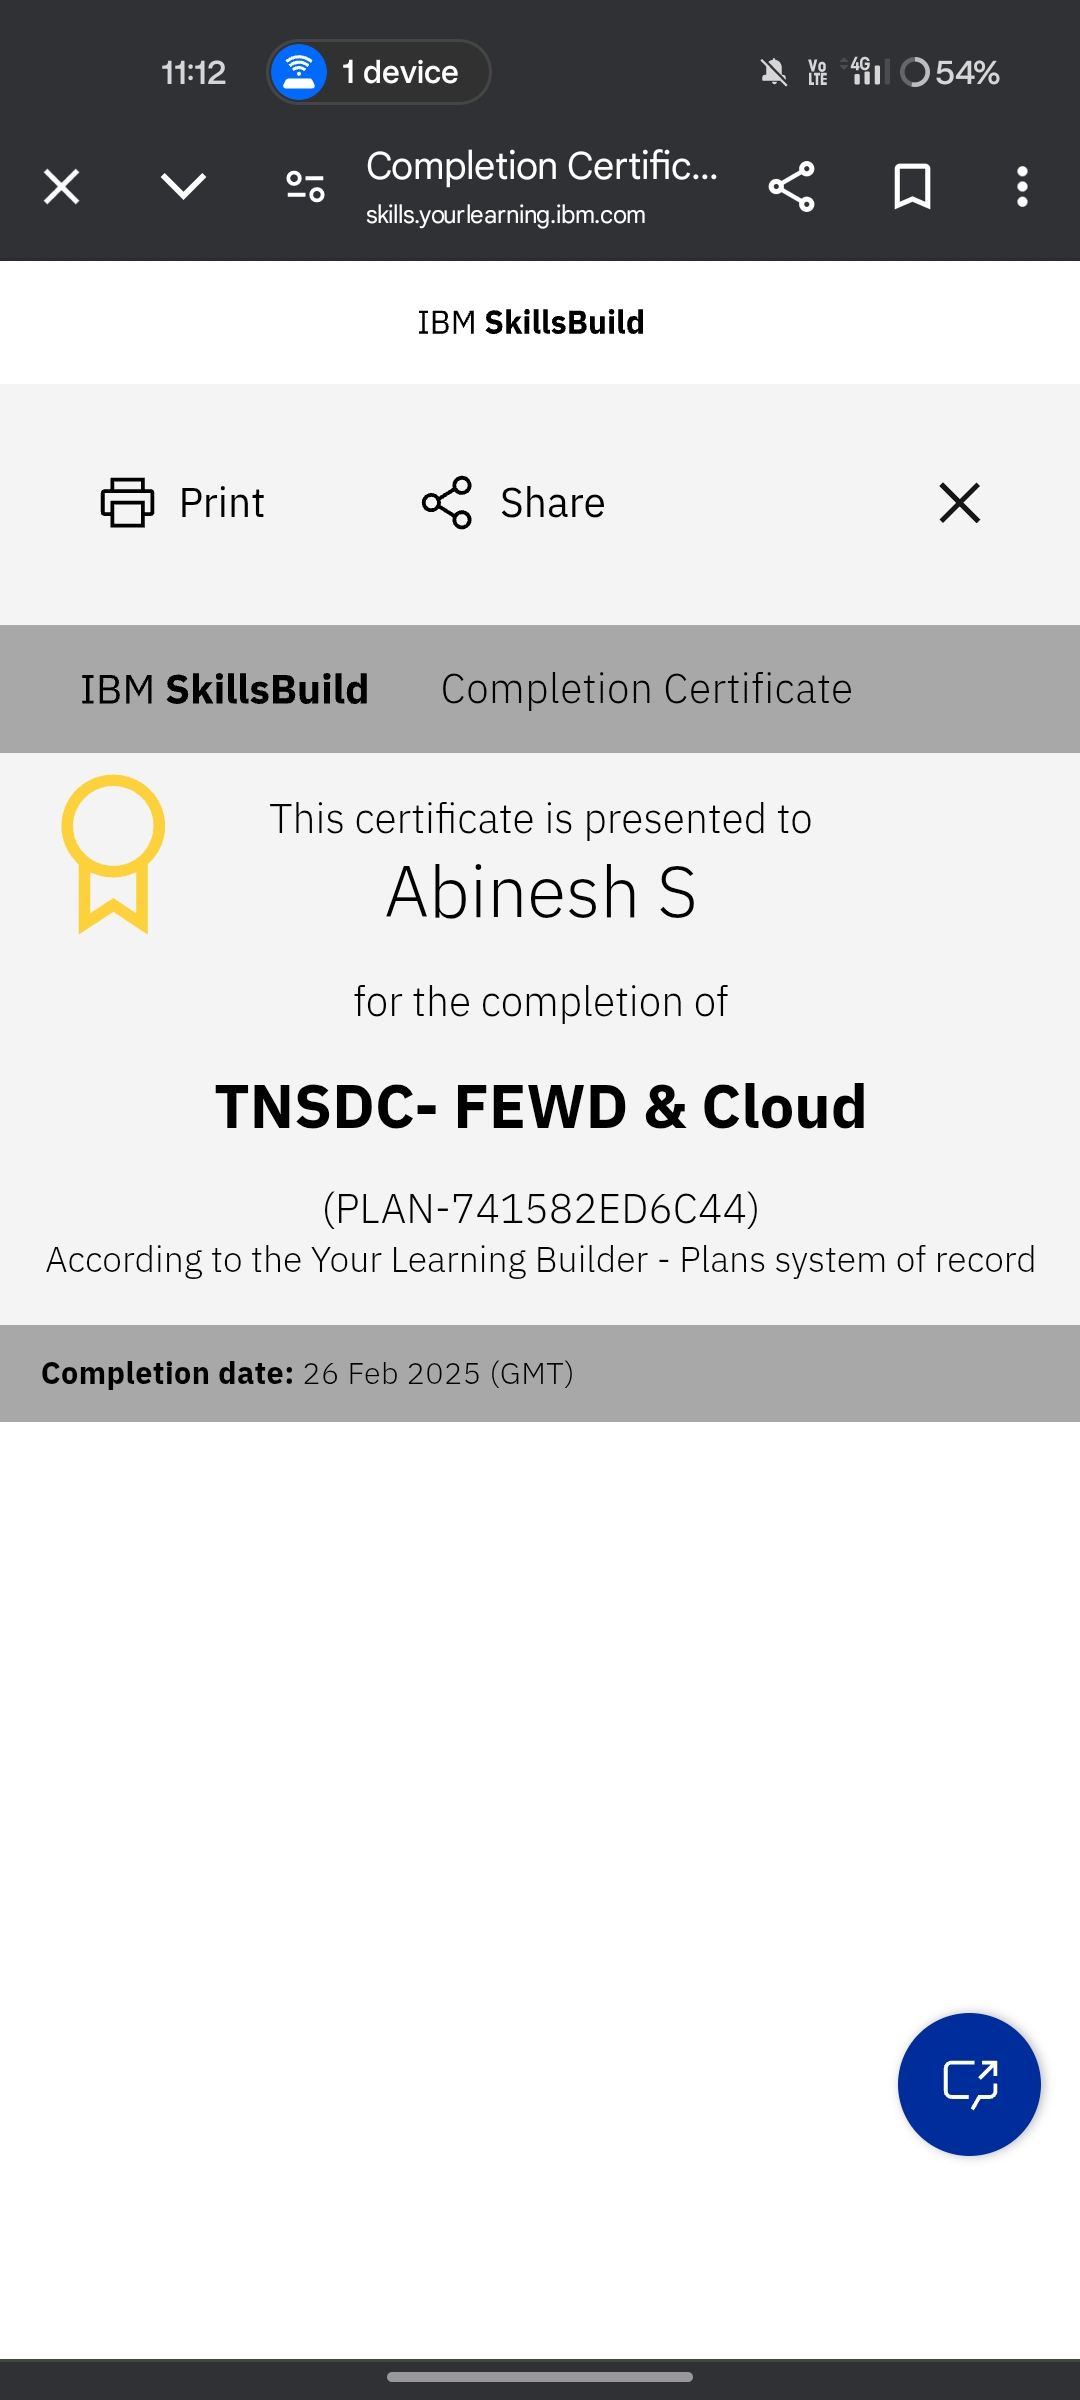 11:12
1 device
Vo LTE
4G
54%
Completion Certific...
skills.yourlearning.ibm.com
IBM SkillsBuild
Print
Share
IBM SkillsBuild
Completion Certificate
This certificate is presented to
Abinesh S
for the completion of
TNSDC- FEWD & Cloud
(PLAN-741582ED6C44)
According to the Your Learning Builder - Plans system of record
Completion date: 26 Feb 2025 (GMT)